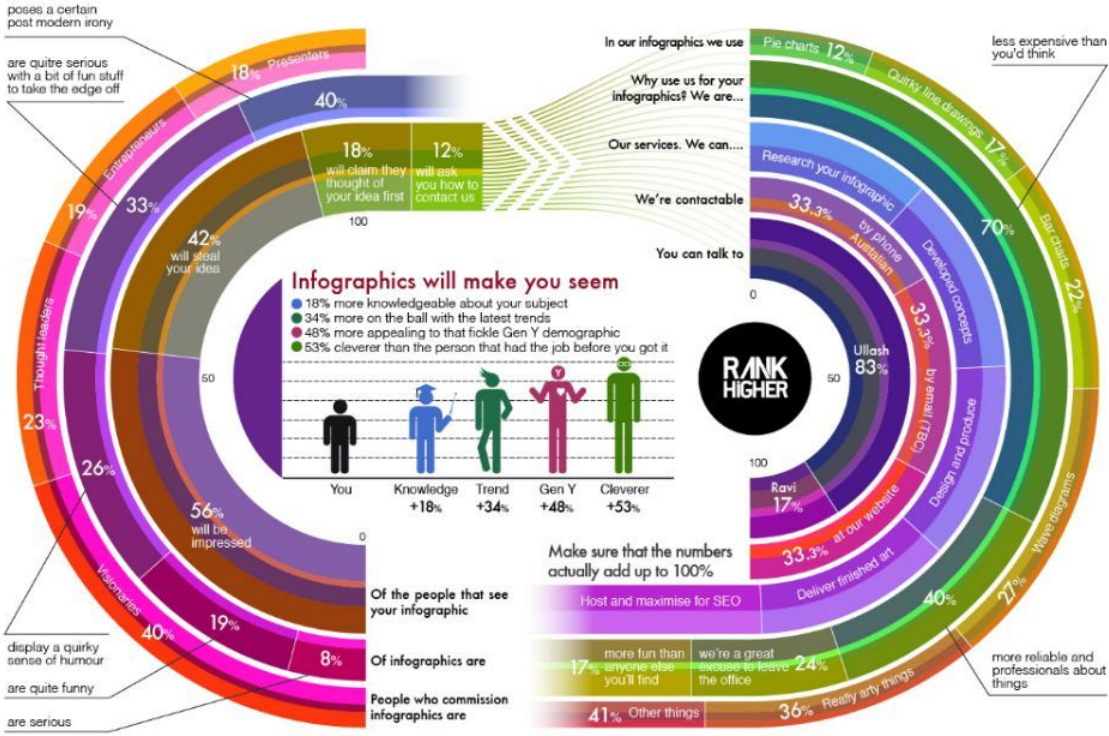 poses a certain
post modern irony
are quitre serious
with a bit of fun stuff
to take the edge off
18% Presenters
19% Entrepreneurs
23% Thought leaders
40% Visionaries
40%
33%
26%
19%
8%
18%
will claim they
thought of
your idea first
12%
will ask
you how to
contact us
42%
will steal
your idea
56%
will be
impressed
100
50
0
display a quirky
sense of humour
are quite funny
are serious
Of the people that see
your infographic
Of infographics are
People who commission
infographics are
Infographics will make you seem
18% more knowledgeable about your subject
34% more on the ball with the latest trends
48% more appealing to that fickle Gen Y demographic
53% cleverer than the person that had the job before you got it
Y
You
Knowledge
+18%
Trend
+34%
Gen Y
+48%
Cleverer
+53%
Make sure that the numbers
actually add up to 100%
In our infographics we use
Why use us for your
infographics? We are...
Our services. We can....
We're contactable
You can talk to
Pie charts 12%
Quirky line drawings 17%
Bar charts 22%
Wave diagrams 27%
Really arty things 36%
41% Other things
less expensive than
you'd think
70%
more reliable and
professionals about
things
40%
we're a great
excuse to leave
the office
24%
17%
more fun than
anyone else
you'll find
Research your infographic
Developed concepts
Design and produce
Deliver finished art
Host and maximise for SEO
33.3% by phone
Austalian
33.3% by email (TBC)
33.3% at our website
Ullash
83%
Ravi
17%
0
50
100
RANK
HiGHER